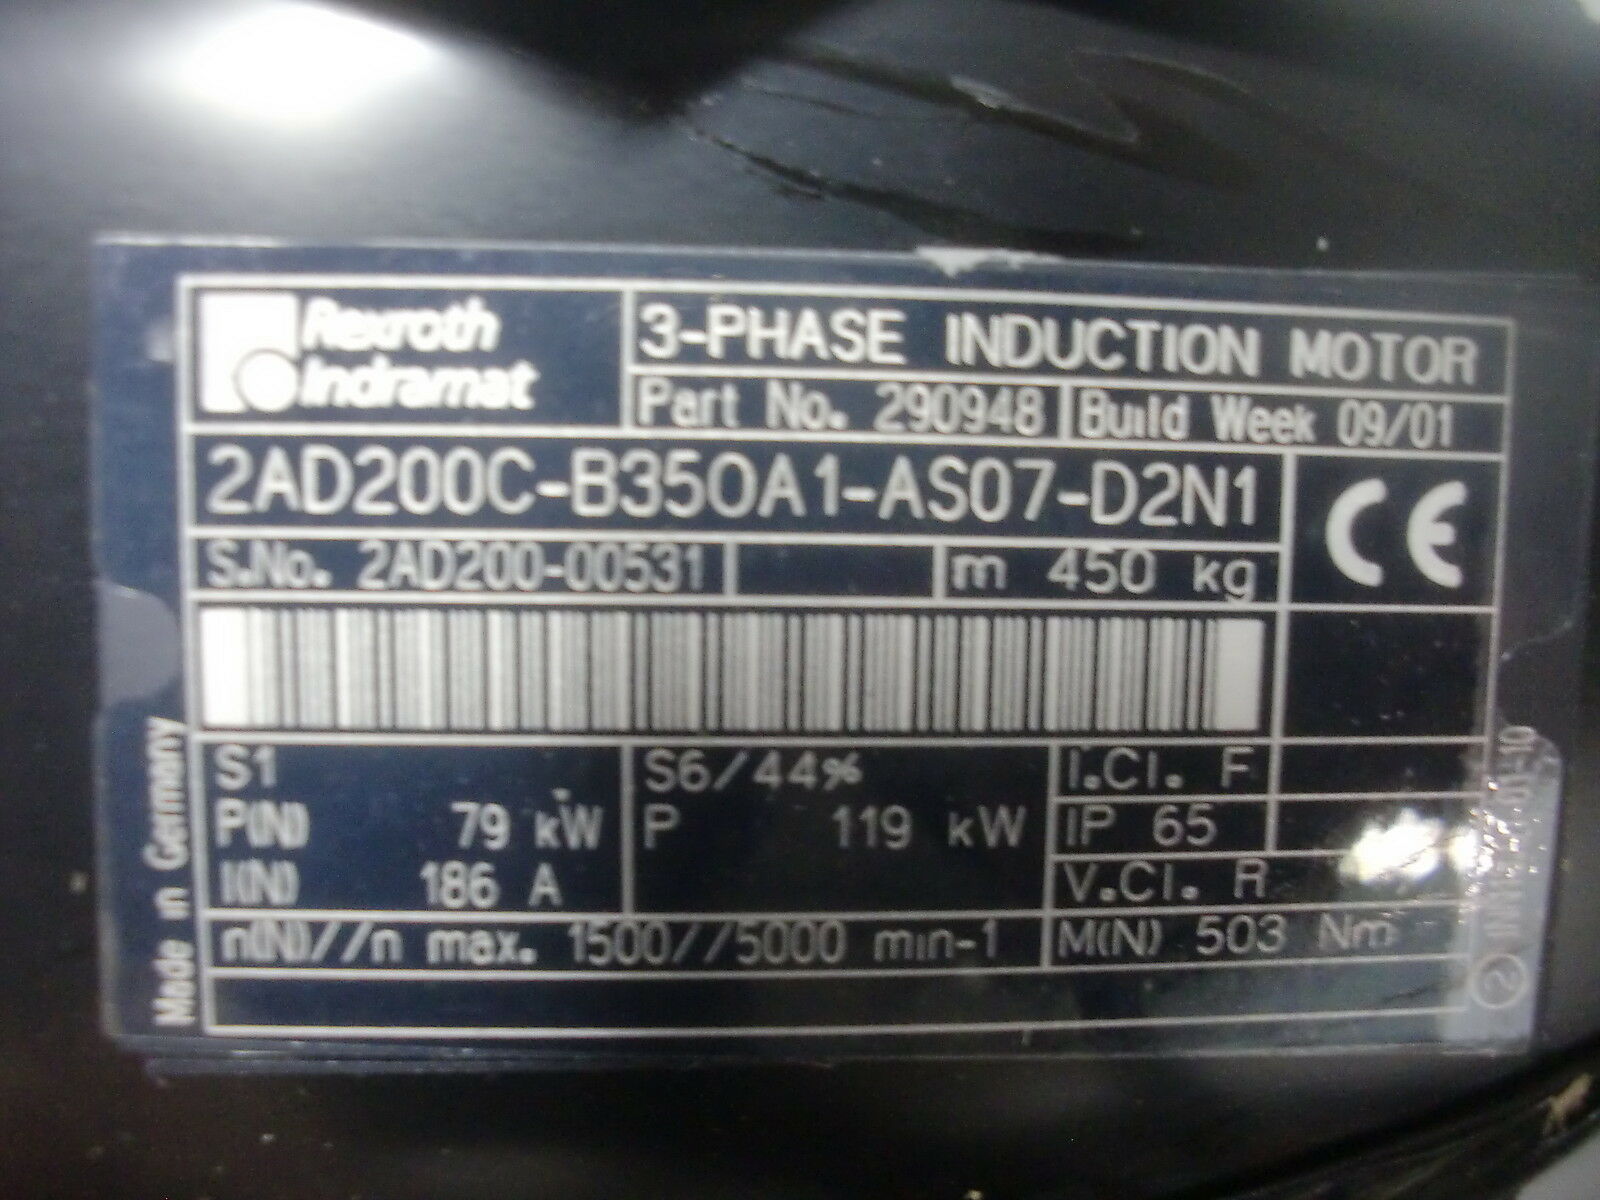 Rexroth
Indramat
3-PHASE INDUCTION MOTOR
Part No. 290948 Build Week 09/01
2AD200C-B35OA1-AS07-D2N1
CE
S.No. 2AD200-00531 m 450 kg
S1
P(N) 79 kW
I(N) 186 A
S6/44%
P 119 kW
I.Cl. F
IP 65
V.Cl. R
n(N)//n max. 1500//5000 min-1
M(N) 503 Nm
Made in Germany
2